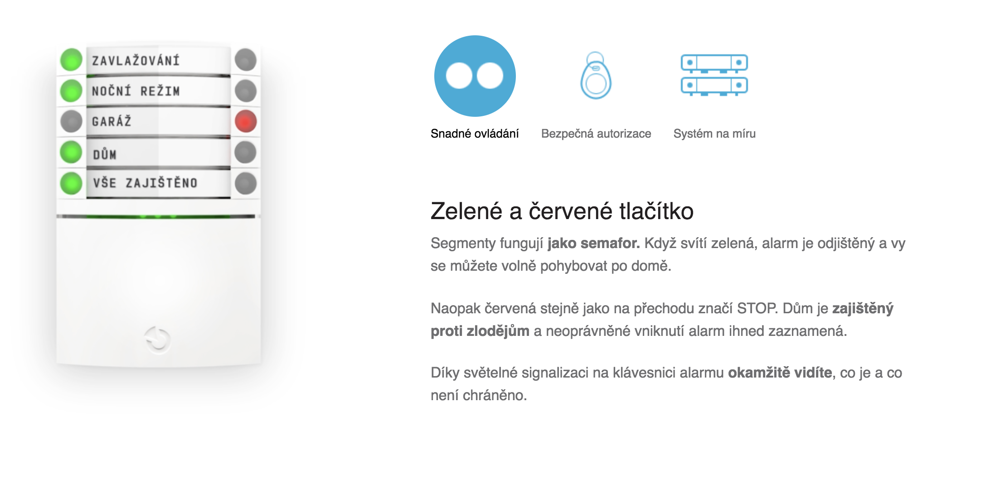 ZAVLAŽOVÁNÍ
NOČNÍ REŽIM
GARÁŽ
DŮM
VŠE ZAJIŠTĚNO
Snadné ovládání
Bezpečná autorizace
Systém na míru
Zelené a červené tlačítko
Segmenty fungují jako semafor. Když svítí zelená, alarm je odjištěný a vy
se můžete volně pohybovat po domě.
Naopak červená stejně jako na přechodu značí STOP. Dům je zajištěný
proti zlodějům a neoprávněné vniknutí alarm ihned zaznamená.
Díky světelné signalizaci na klávesnici alarmu okamžitě vidíte, co je a co
není chráněno.